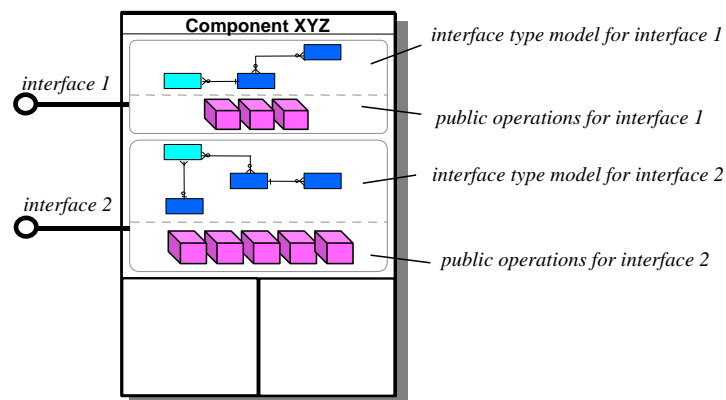 Component XYZ
interface type model for interface 1
interface 1
public operations for interface 1
interface type model for interface 2
interface 2
public operations for interface 2